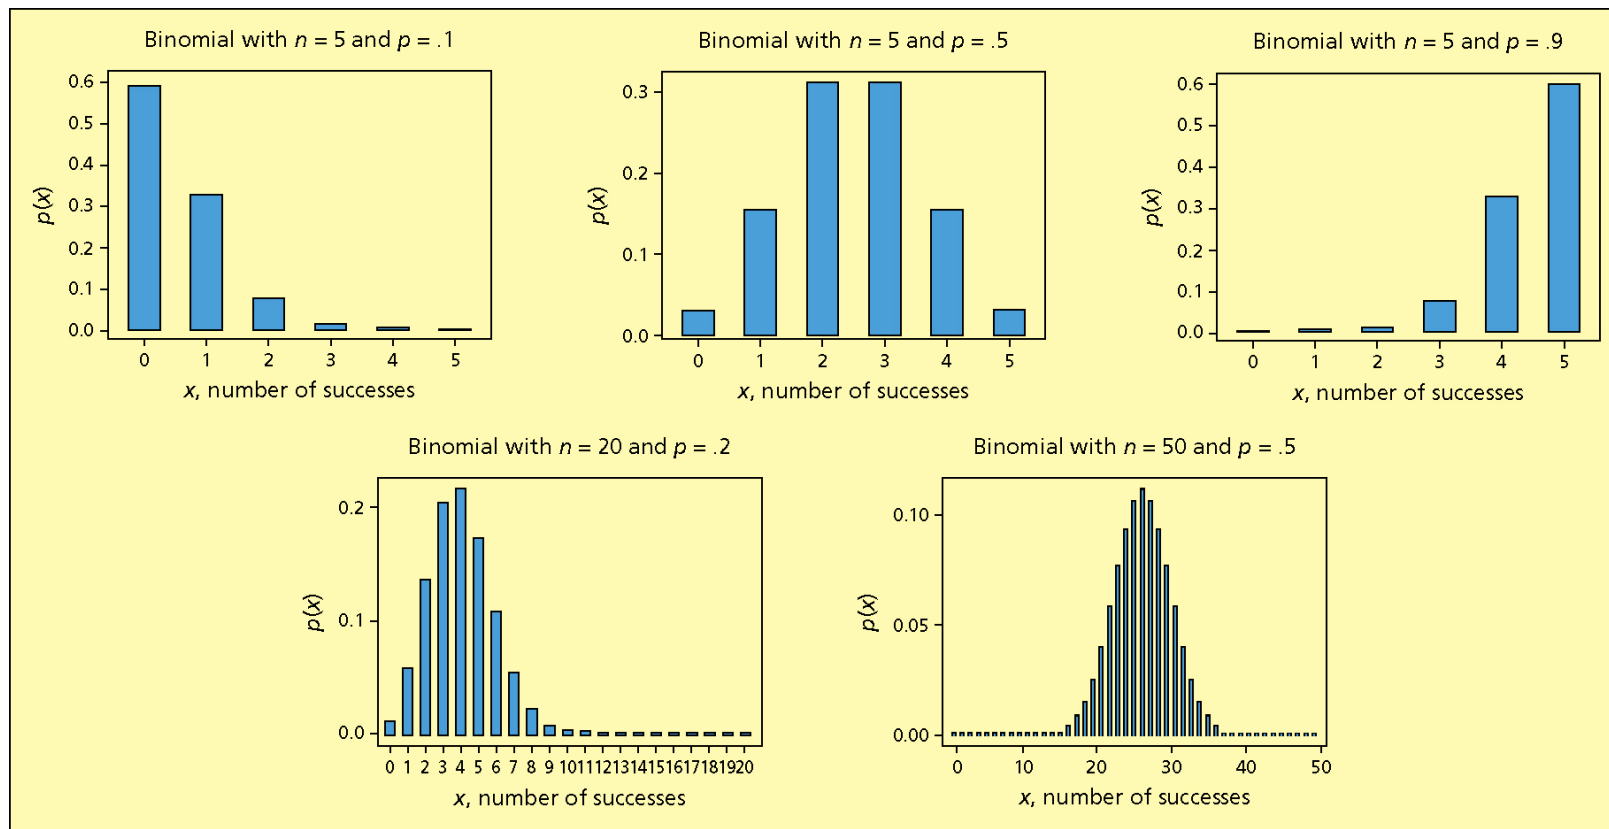 Binomial with n = 5 and p = .1
0.6
0.5
0.4
0.3
0.2
0.1
0.0
p(x)
0 1 2 3 4 5
x, number of successes
Binomial with n = 5 and p = .5
0.3
0.2
0.1
0.0
p(x)
0 1 2 3 4 5
x, number of successes
Binomial with n = 5 and p = .9
0.6
0.5
0.4
0.3
0.2
0.1
0.0
p(x)
0 1 2 3 4 5
x, number of successes
Binomial with n = 20 and p = .2
0.2
0.1
0.0
p(x)
0 1 2 3 4 5 6 7 8 9 10 11 12 13 14 15 16 17 18 19 20
x, number of successes
Binomial with n = 50 and p = .5
0.10
0.05
0.00
p(x)
0 10 20 30 40 50
x, number of successes